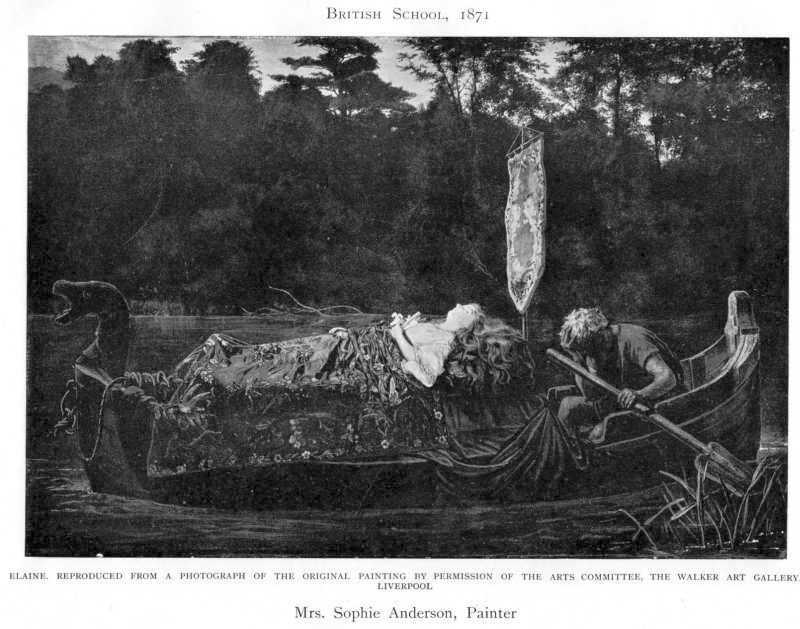 British School, 1871
ELAINE. REPRODUCED FROM A PHOTOGRAPH OF THE ORIGINAL PAINTING BY PERMISSION OF THE ARTS COMMITTEE, THE WALKER ART GALLERY,
LIVERPOOL
Mrs. Sophie Anderson, Painter